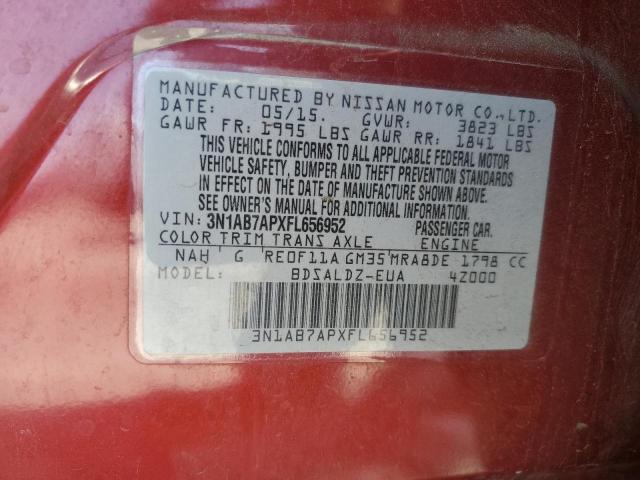 MANUFACTURED BY NISSAN MOTOR CO.,LTD.
DATE: 05/15. GVWR: 3823 LBS
GAWR FR: 1995 LBS GAWR RR: 1841 LBS
THIS VEHICLE CONFORMS TO ALL APPLICABLE FEDERAL MOTOR
VEHICLE SAFETY, BUMPER AND THEFT PREVENTION STANDARDS
IN EFFECT ON THE DATE OF MANUFACTURE SHOWN ABOVE.
SEE OWNER'S MANUAL FOR ADDITIONAL INFORMATION.
VIN: 3N1AB7APXFL656952 PASSENGER CAR.
COLOR TRIM TRANS AXLE ENGINE
NAH G RE0F11A GM35 MRA8DE 1798 CC
MODEL: BDSALDZ-EUA 4Z000
3N1AB7APXFL656952